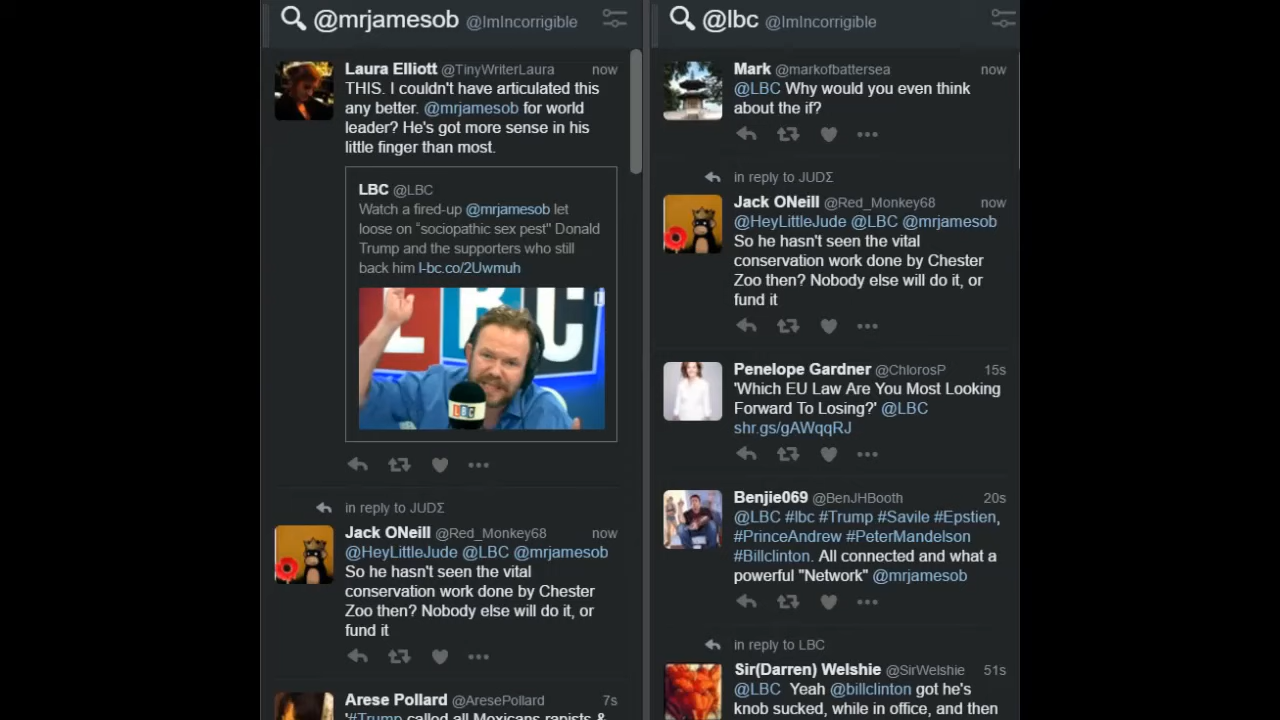 @mrjamesob @ImIncorrigible
Laura Elliott @TinyWriterLaura now
THIS. I couldn't have articulated this
any better. @mrjamesob for world
leader? He's got more sense in his
little finger than most.
LBC @LBC
Watch a fired-up @mrjamesob let
loose on “sociopathic sex pest" Donald
Trump and the supporters who still
back him l-bc.co/2Uwmuh
LBC
LBC
in reply to JUDΣ
Jack ONeill @Red_Monkey68 now
@HeyLittleJude @LBC @mrjamesob
So he hasn't seen the vital
conservation work done by Chester
Zoo then? Nobody else will do it, or
fund it
Arese Pollard @AresePollard 7s
'#Trump called all Mexicans rapists &
@lbc @ImIncorrigible
Mark @markofbattersea now
@LBC Why would you even think
about the if?
in reply to JUDΣ
Jack ONeill @Red_Monkey68 now
@HeyLittleJude @LBC @mrjamesob
So he hasn't seen the vital
conservation work done by Chester
Zoo then? Nobody else will do it, or
fund it
Penelope Gardner @ChlorosP 15s
'Which EU Law Are You Most Looking
Forward To Losing?' @LBC
shr.gs/gAWqqRJ
Benjie069 @BenJHBooth 20s
@LBC #lbc #Trump #Savile #Epstien,
#PrinceAndrew #PeterMandelson
#Billclinton. All connected and what a
powerful "Network" @mrjamesob
in reply to LBC
Sir(Darren) Welshie @SirWelshie 51s
@LBC Yeah @billclinton got he's
knob sucked, while in office, and then